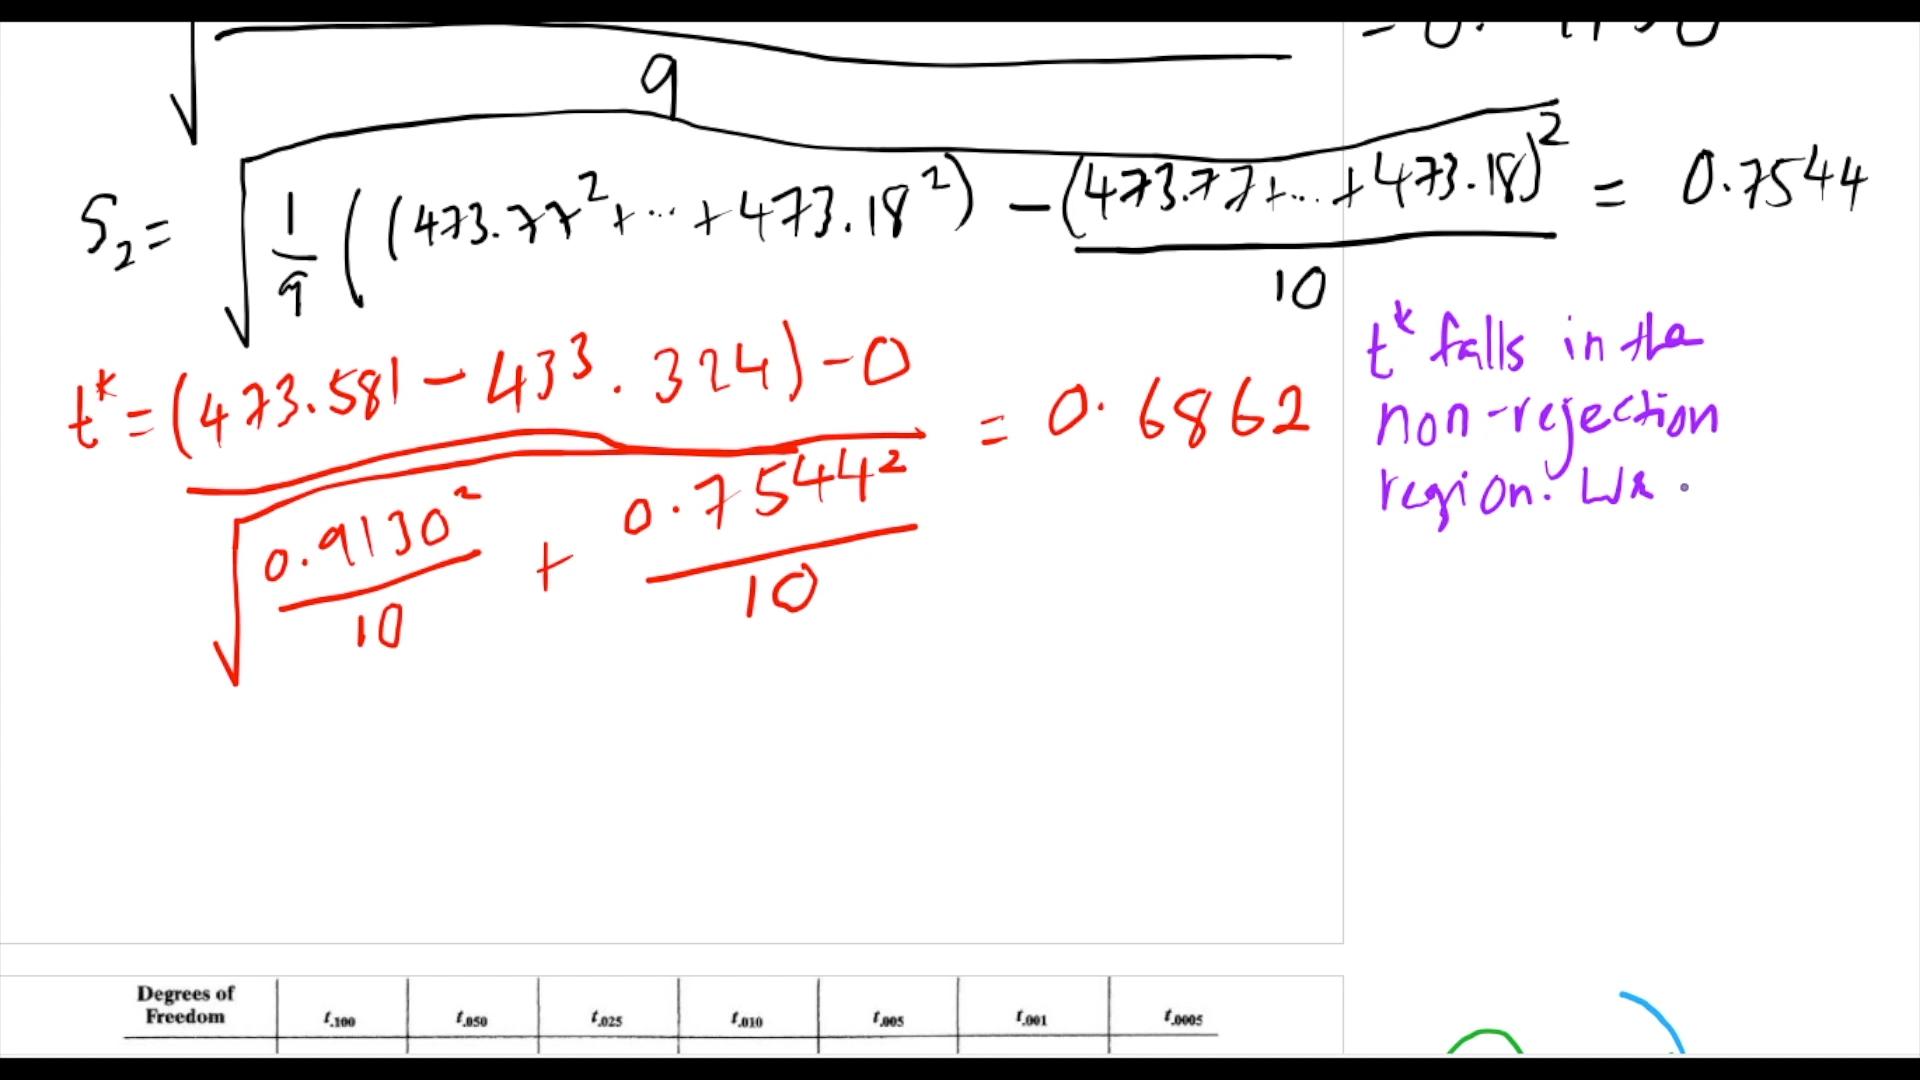 9
S₂ = √(1/9 ((473.77² + ... + 473.18²) − (473.77 + ... + 473.18)²/10)) = 0.7544
t* = ((473.581 − 433.324) − 0) / √(0.9130²/10 + 0.7544²/10) = 0.6862
t* falls in the
non-rejection
region. We
Degrees of Freedom t.100 t.050 t.025 t.010 t.005 t.001 t.0005